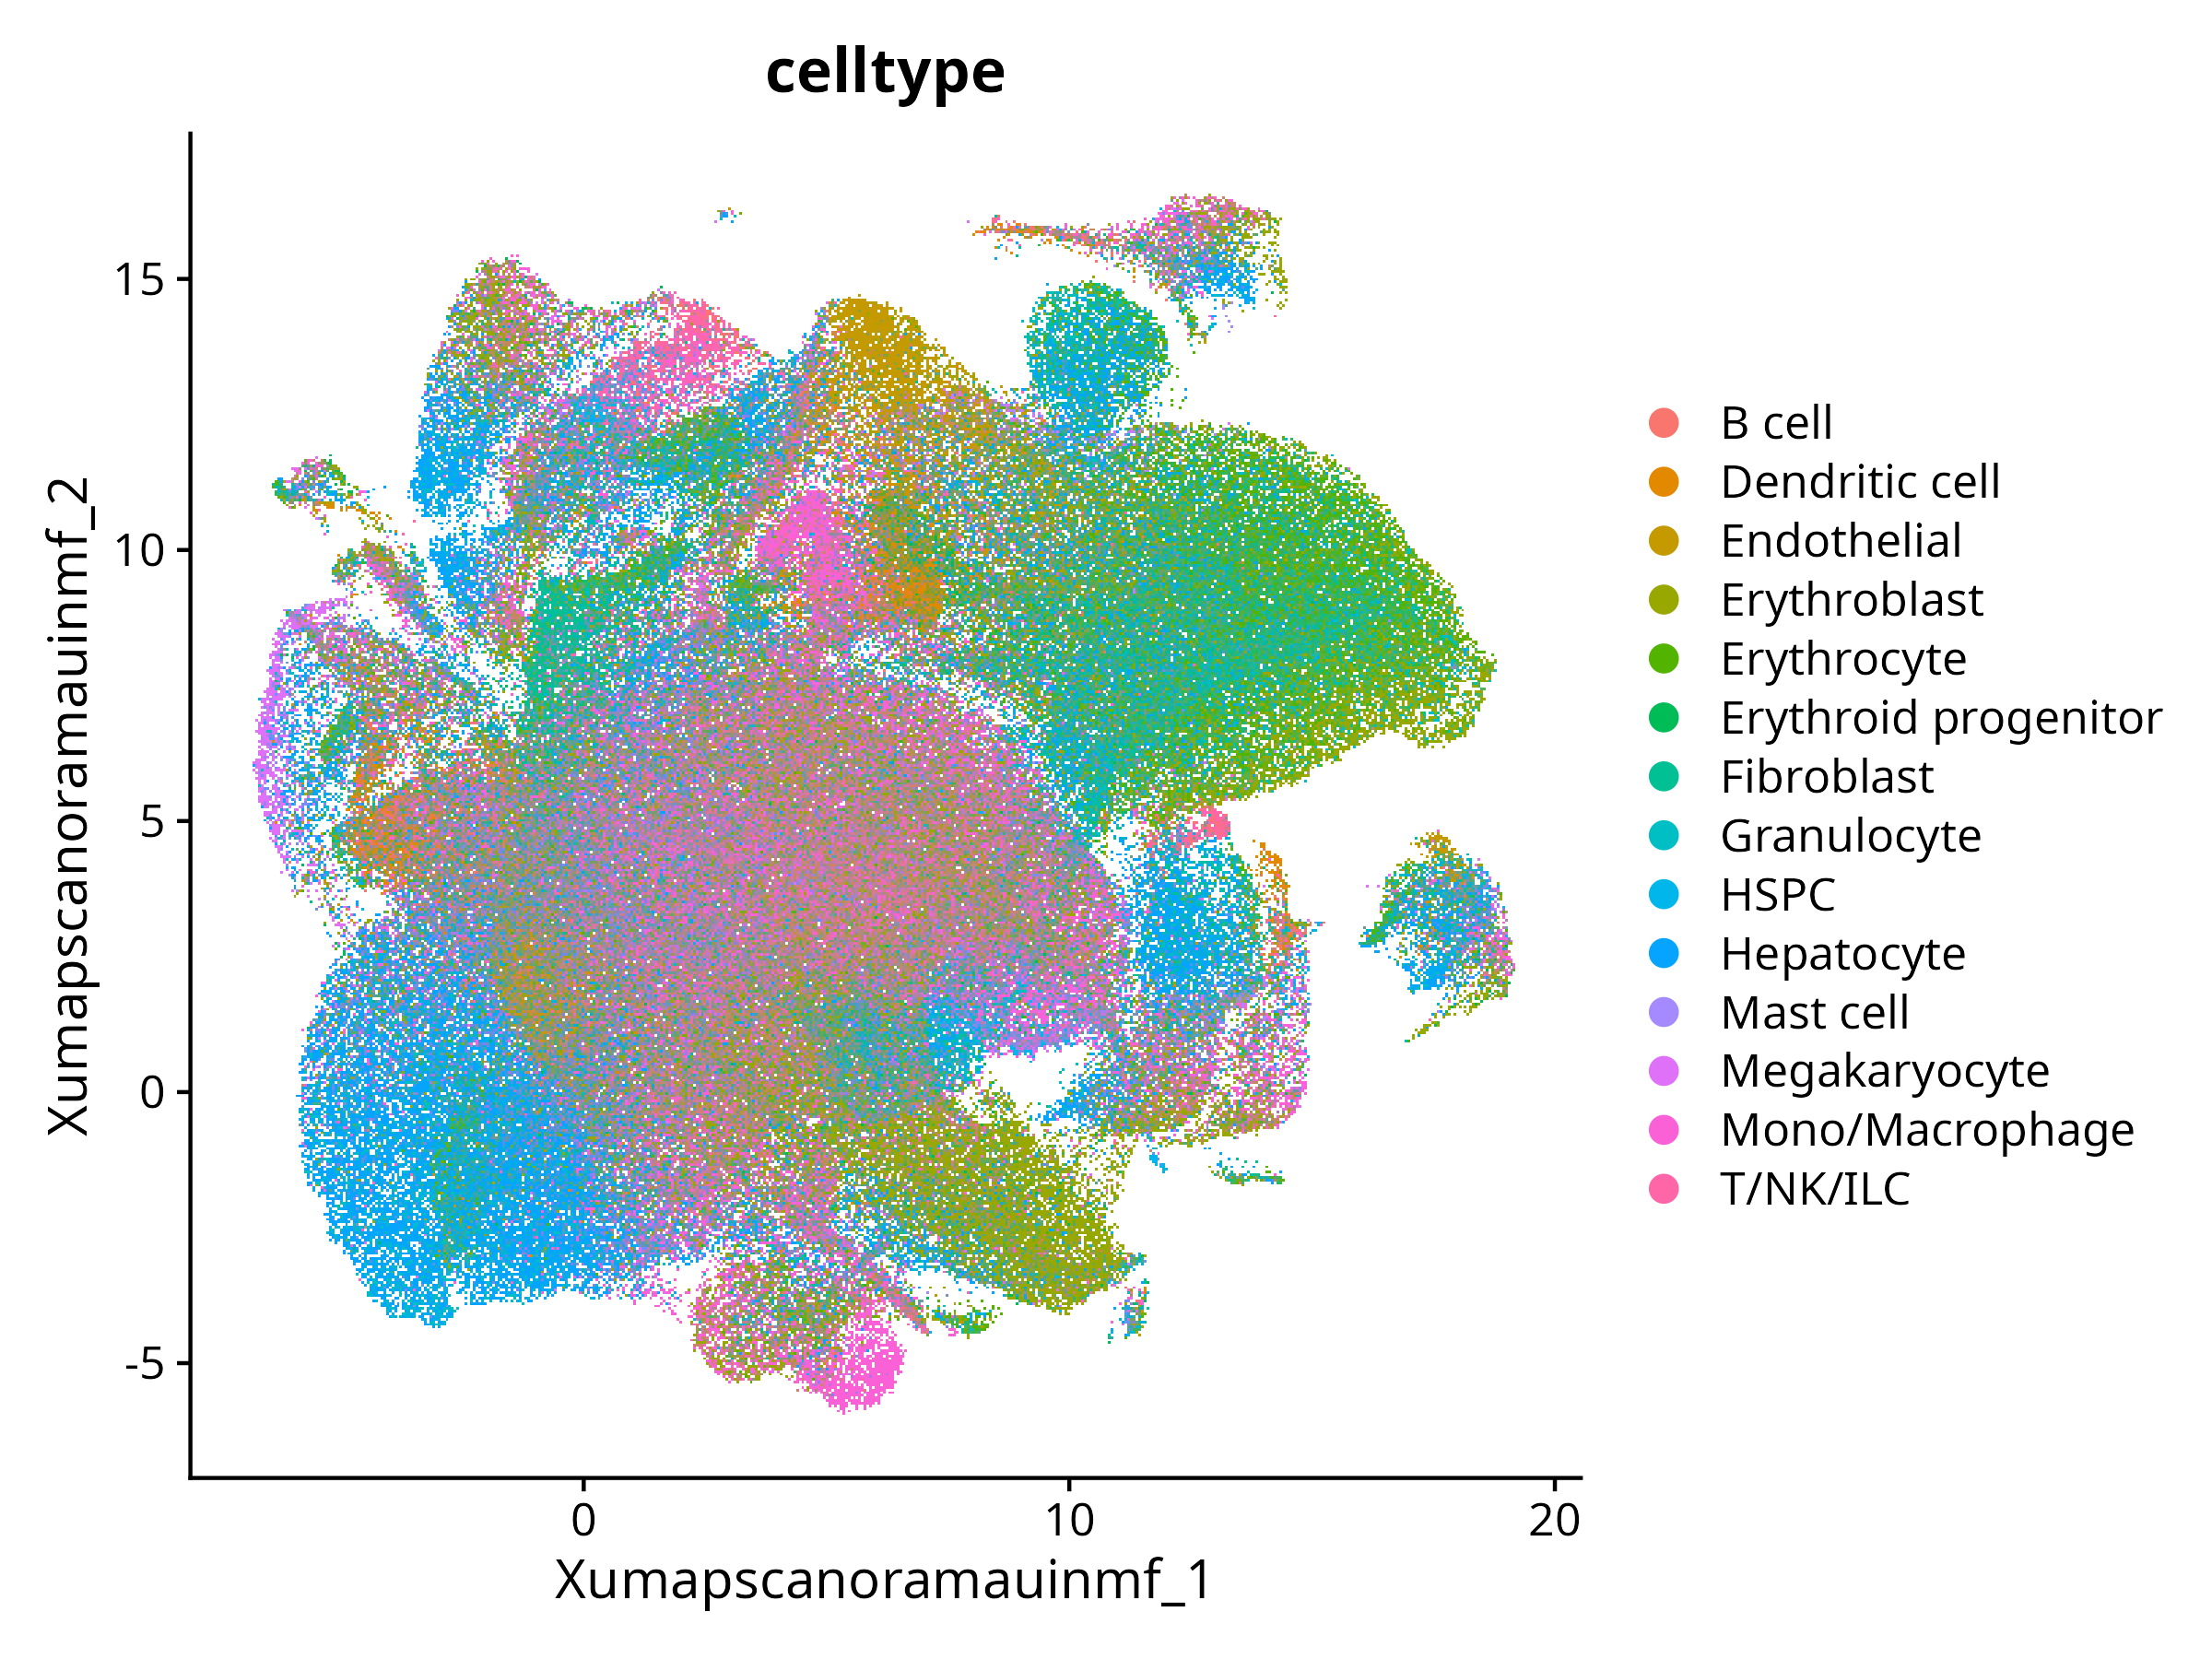 celltype
Xumapscanoramauinmf_2
15
10
5
0
-5
0
10
20
Xumapscanoramauinmf_1
B cell
Dendritic cell
Endothelial
Erythroblast
Erythrocyte
Erythroid progenitor
Fibroblast
Granulocyte
HSPC
Hepatocyte
Mast cell
Megakaryocyte
Mono/Macrophage
T/NK/ILC